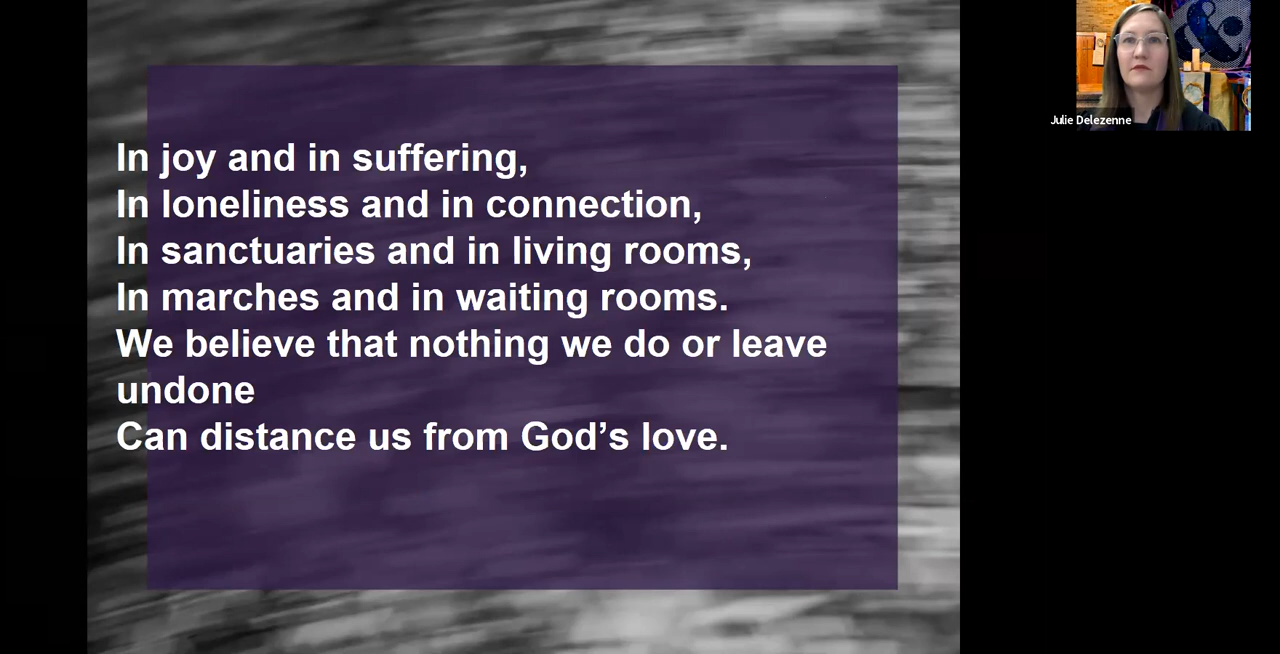 In joy and in suffering,
In loneliness and in connection,
In sanctuaries and in living rooms,
In marches and in waiting rooms.
We believe that nothing we do or leave
undone
Can distance us from God’s love.
Julie Delezenne